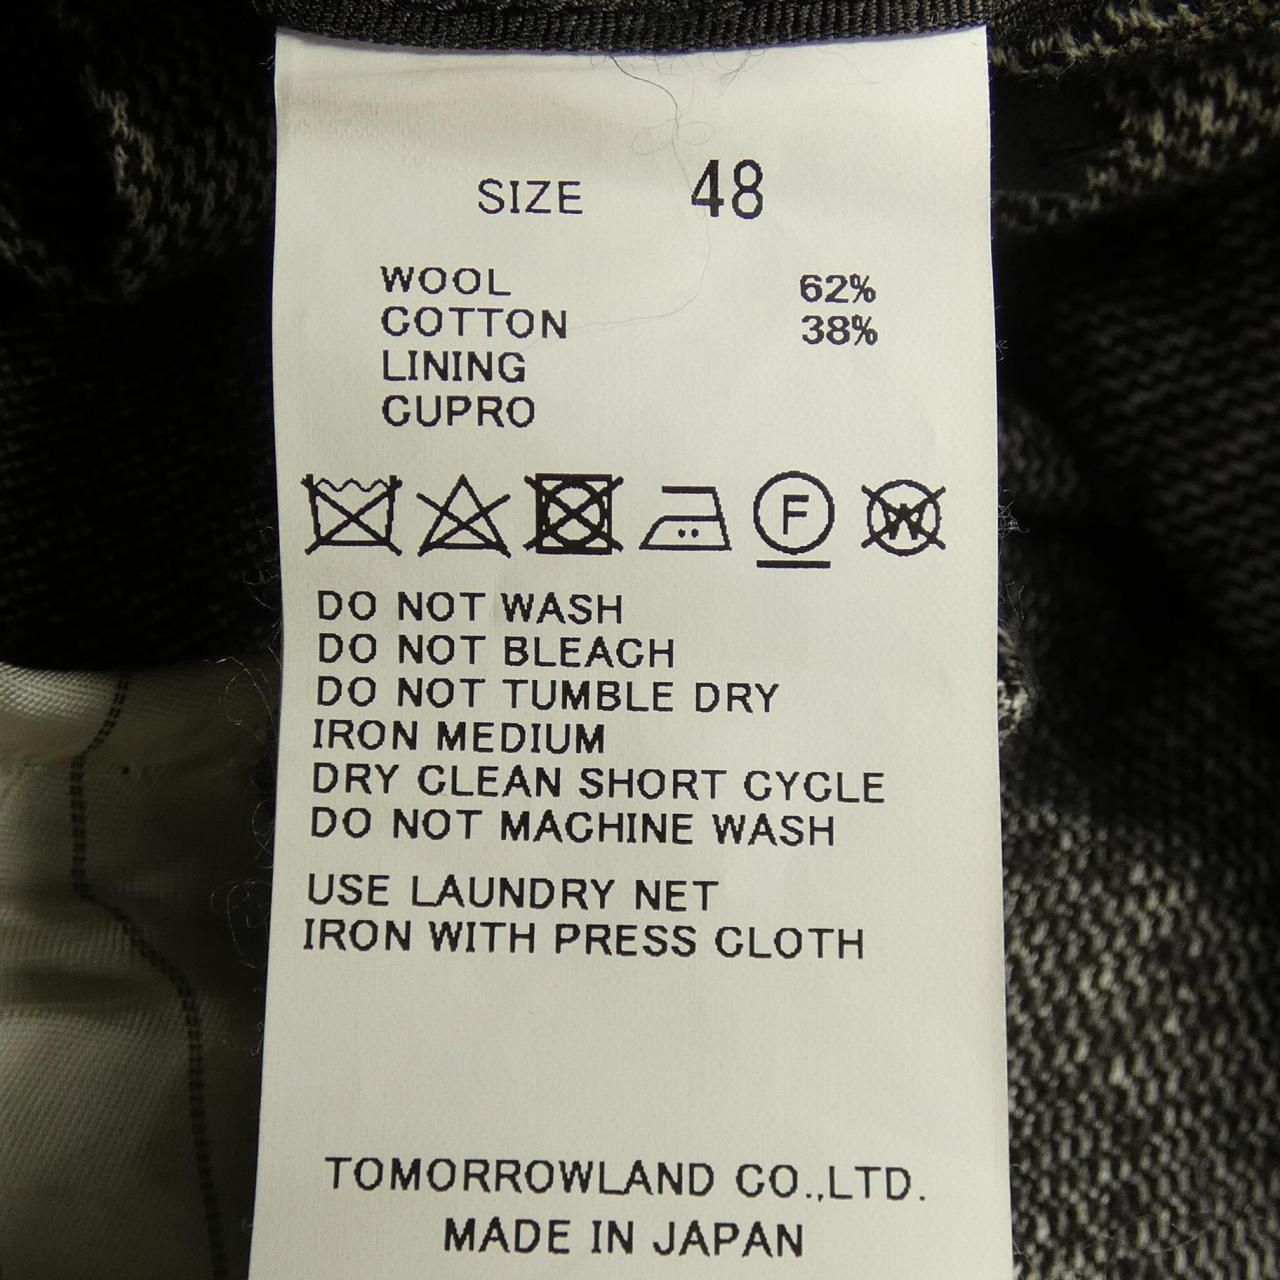 SIZE 48
WOOL 62%
COTTON 38%
LINING
CUPRO
F W
DO NOT WASH
DO NOT BLEACH
DO NOT TUMBLE DRY
IRON MEDIUM
DRY CLEAN SHORT CYCLE
DO NOT MACHINE WASH
USE LAUNDRY NET
IRON WITH PRESS CLOTH
TOMORROWLAND CO.,LTD.
MADE IN JAPAN